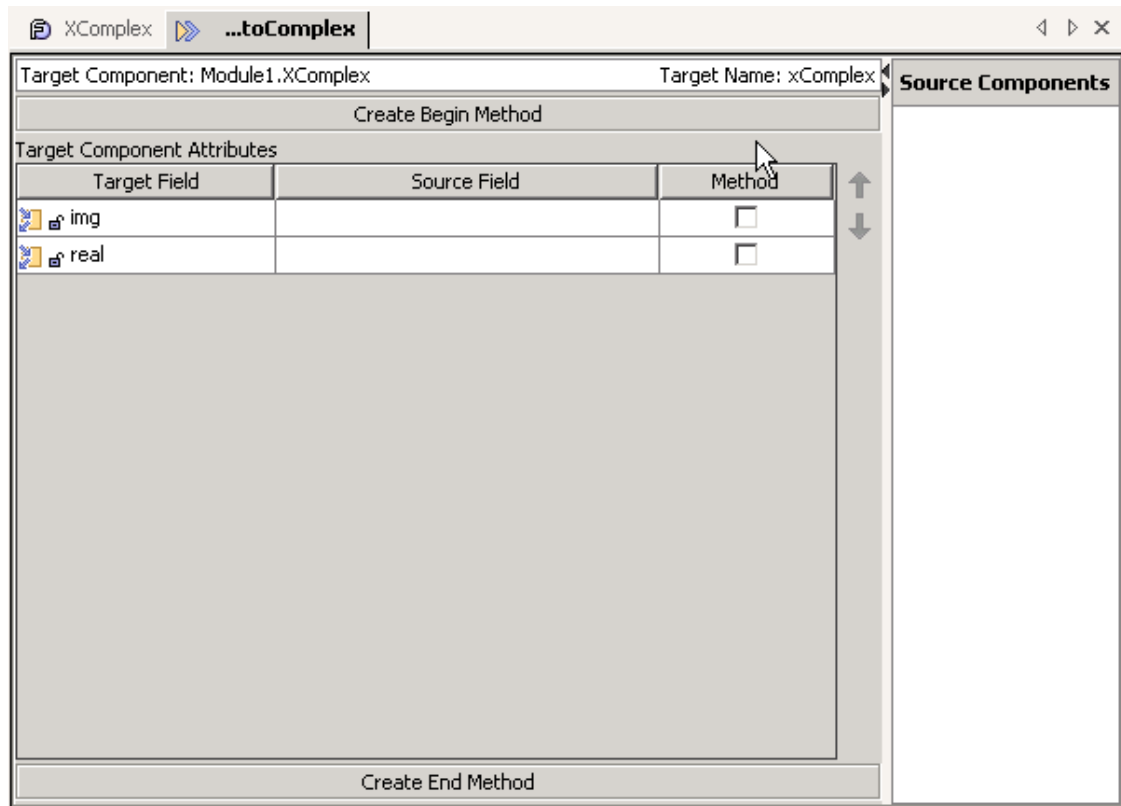 XComplex ...toComplex
Target Component: Module1.XComplex Target Name: xComplex
Source Components
Create Begin Method
Target Component Attributes
Target Field Source Field Method
img
real
Create End Method